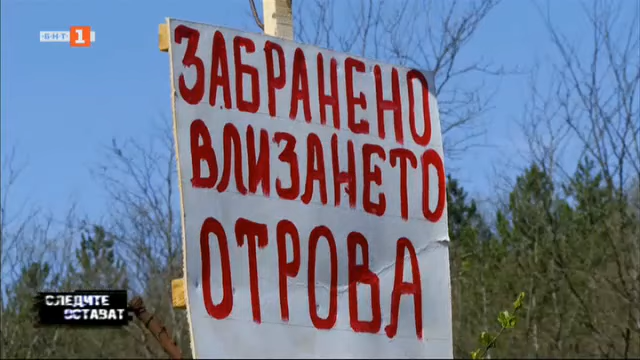 БНТ 1
ЗАБРАНЕНО
ВЛИЗАНЕТО
ОТРОВА
СЛЕДИТЕ
ОСТАВАТ